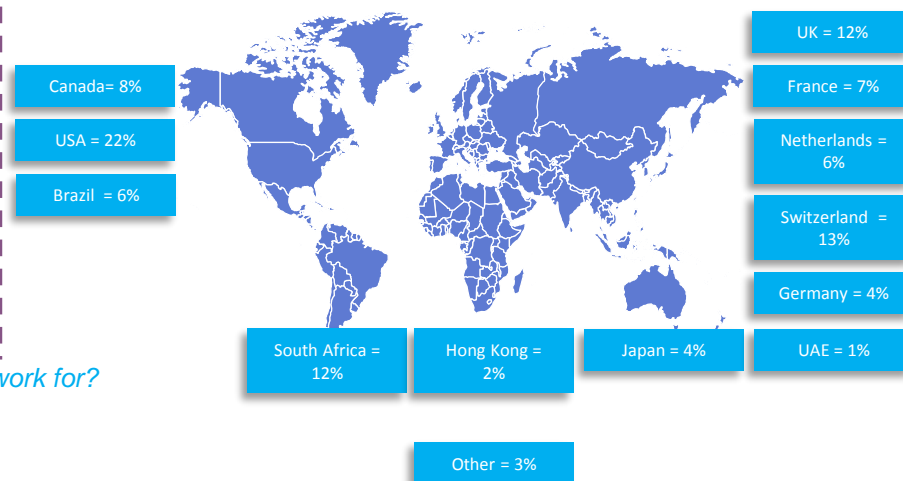 UK = 12%
Canada= 8%
France = 7%
USA = 22%
Netherlands =
6%
Brazil  = 6%
Switzerland  =
13%
Germany = 4%
South Africa =
12%
Hong Kong =
2%
Japan = 4%
UAE = 1%
work for?
Other = 3%